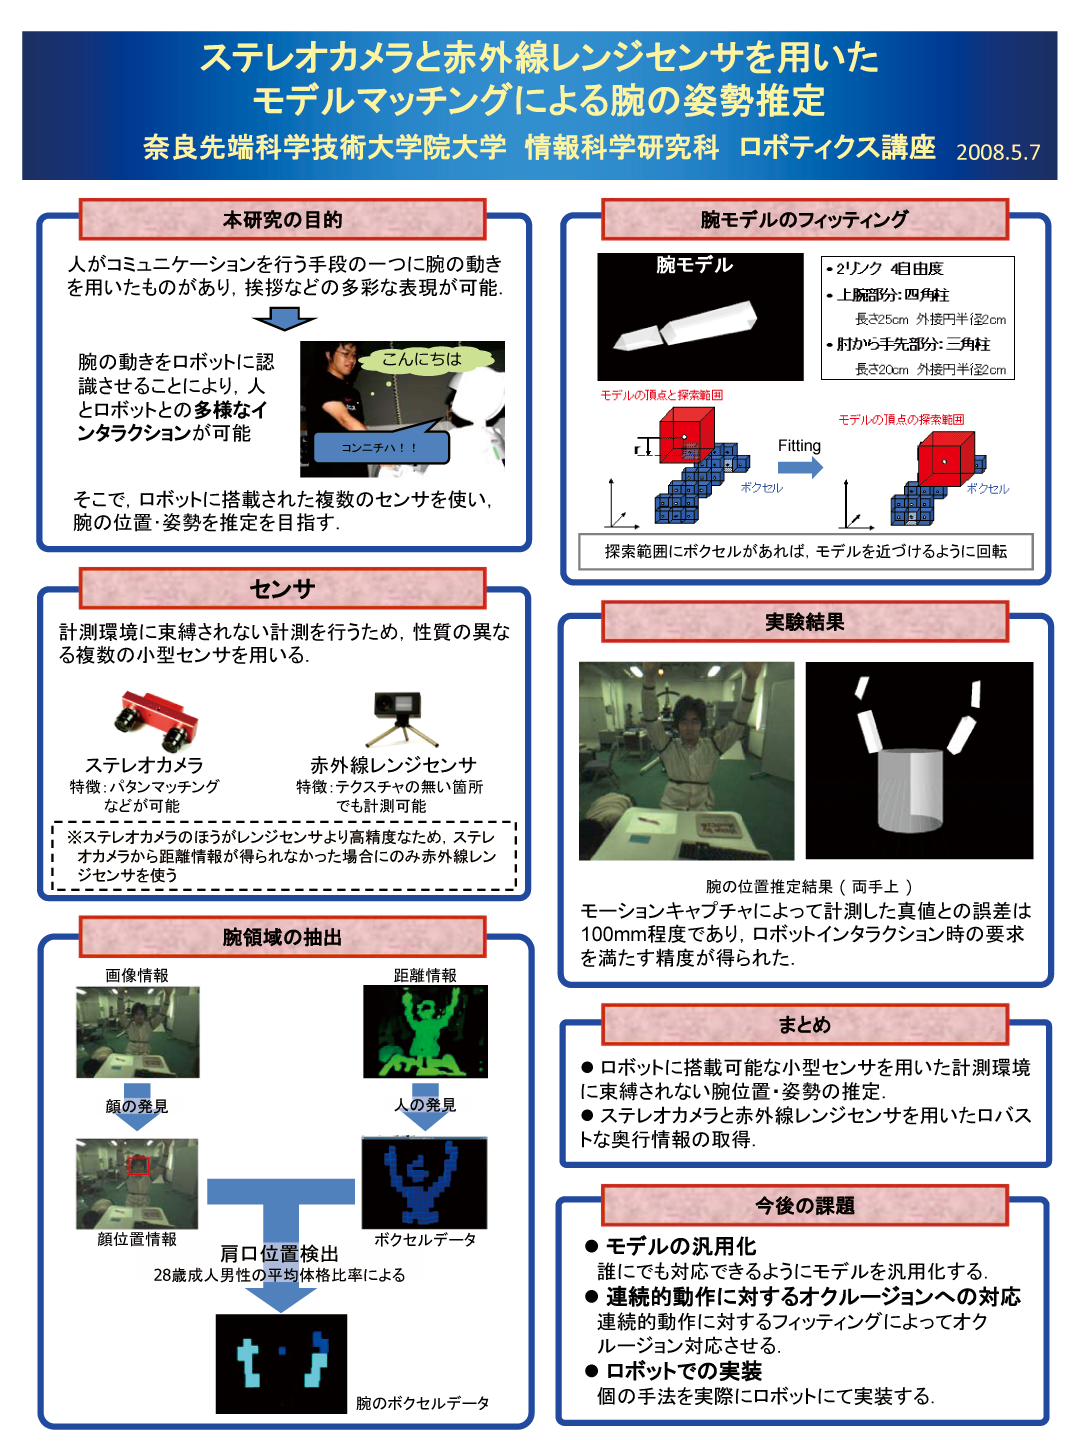 ステレオカメラと赤外線レンジセンサを用いた
モデルマッチングによる腕の姿勢推定
奈良先端科学技術大学院大学 情報科学研究科 ロボティクス講座 2008.5.7
本研究の目的
人がコミュニケーションを行う手段の一つに腕の動き
を用いたものがあり, 挨拶などの多彩な表現が可能.
腕の動きをロボットに認
識させることにより, 人
とロボットとの多様なイ
ンタラクションが可能
こんにちは
コンニチハ！！
そこで, ロボットに搭載された複数のセンサを使い,
腕の位置・姿勢を推定を目指す.
センサ
計測環境に束縛されない計測を行うため, 性質の異な
る複数の小型センサを用いる.
ステレオカメラ
特徴：パタンマッチング
などが可能
赤外線レンジセンサ
特徴：テクスチャの無い箇所
でも計測可能
※ステレオカメラのほうがレンジセンサより高精度なため, ステレ
オカメラから距離情報が得られなかった場合にのみ赤外線レン
ジセンサを使う
腕領域の抽出
画像情報
距離情報
顔の発見
人の発見
顔位置情報
ボクセルデータ
肩口位置検出
28歳成人男性の平均体格比率による
腕のボクセルデータ
腕モデルのフィッティング
腕モデル
• 2リンク 4自由度
• 上腕部分：四角柱
長さ25cm 外接円半径2cm
• 肘から手先部分：三角柱
長さ20cm 外接円半径2cm
モデルの頂点と探索範囲
モデルの頂点の探索範囲
r
Fitting
ボクセル
ボクセル
探索範囲にボクセルがあれば, モデルを近づけるように回転
実験結果
腕の位置推定結果 ( 両手上 )
モーションキャプチャによって計測した真値との誤差は
100mm程度であり, ロボットインタラクション時の要求
を満たす精度が得られた.
まとめ
● ロボットに搭載可能な小型センサを用いた計測環境
に束縛されない腕位置・姿勢の推定.
● ステレオカメラと赤外線レンジセンサを用いたロバス
トな奥行情報の取得.
今後の課題
● モデルの汎用化
誰にでも対応できるようにモデルを汎用化する.
● 連続的動作に対するオクルージョンへの対応
連続的動作に対するフィッティングによってオク
ルージョン対応させる.
● ロボットでの実装
個の手法を実際にロボットにて実装する.